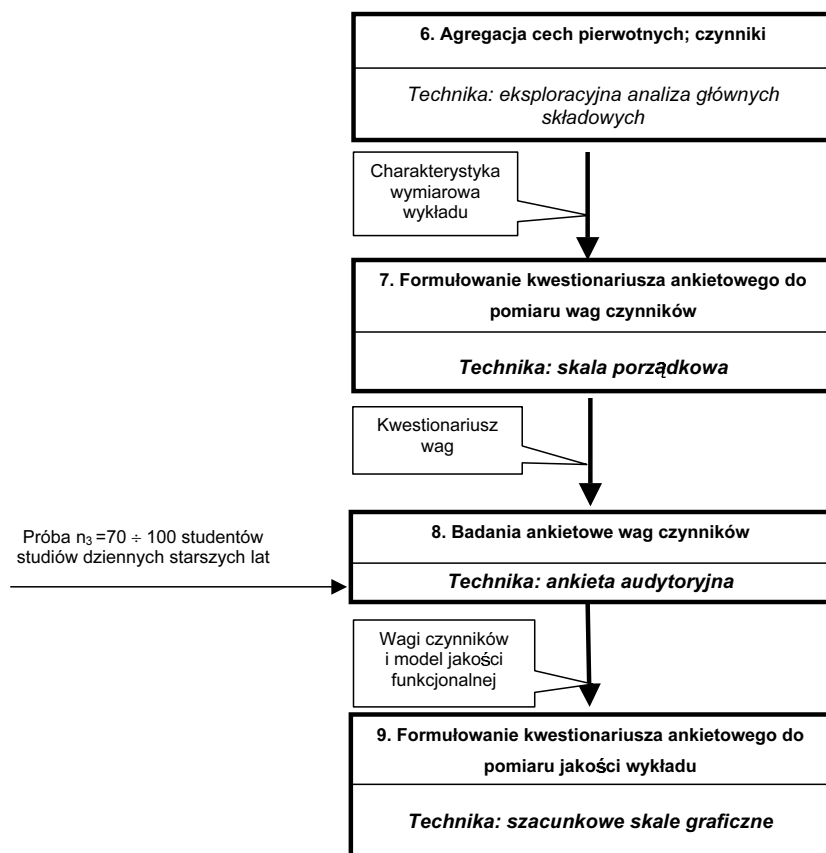 6. Agregacja cech pierwotnych; czynniki
Technika: eksploracyjna analiza głównych
składowych
Charakterystyka
wymiarowa
wykładu
7. Formułowanie kwestionariusza ankietowego do
pomiaru wag czynników
Technika: skala porządkowa
Kwestionariusz
wag
Próba n₃ =70 ÷ 100 studentów
studiów dziennych starszych lat
8. Badania ankietowe wag czynników
Technika: ankieta audytoryjna
Wagi czynników
i model jakości
funkcjonalnej
9. Formułowanie kwestionariusza ankietowego do
pomiaru jakości wykładu
Technika: szacunkowe skale graficzne